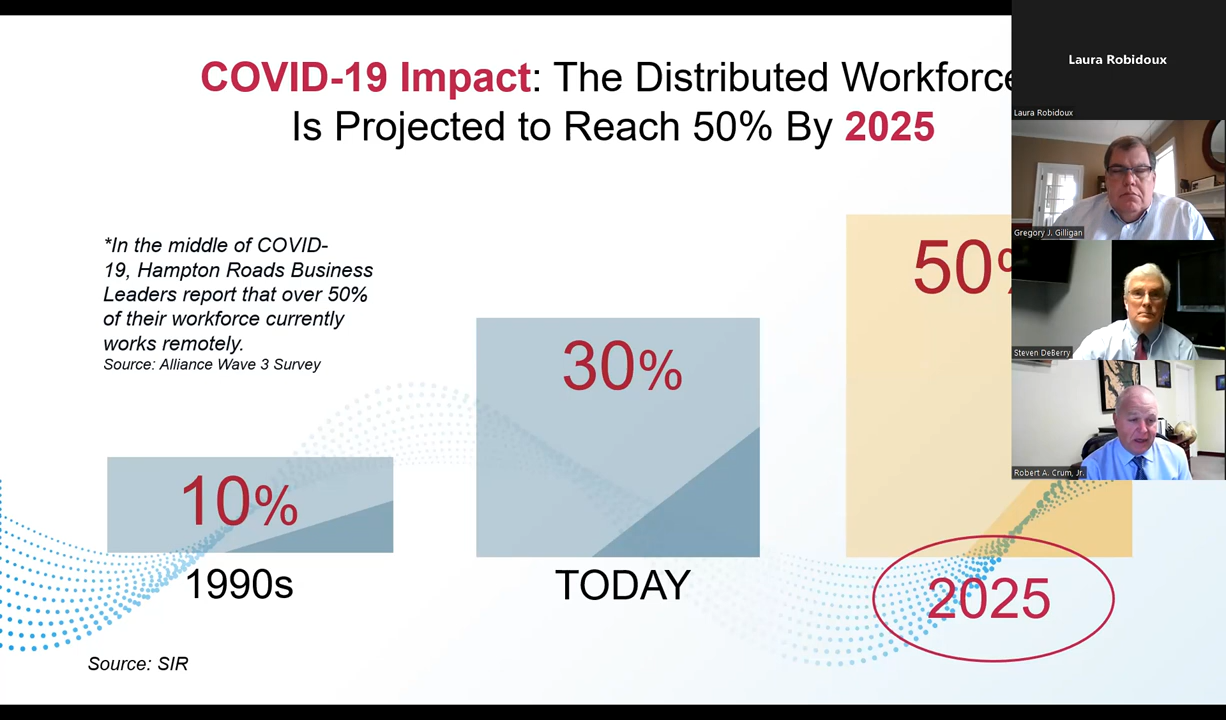 COVID-19 Impact: The Distributed Workforce
Is Projected to Reach 50% By 2025
*In the middle of COVID-
19, Hampton Roads Business
Leaders report that over 50%
of their workforce currently
works remotely.
Source: Alliance Wave 3 Survey
10%
1990s
30%
TODAY
50%
2025
Source: SIR
Laura Robidoux
Laura Robidoux
Gregory J. Gilligan
Steven DeBerry
Robert A. Crum, Jr.